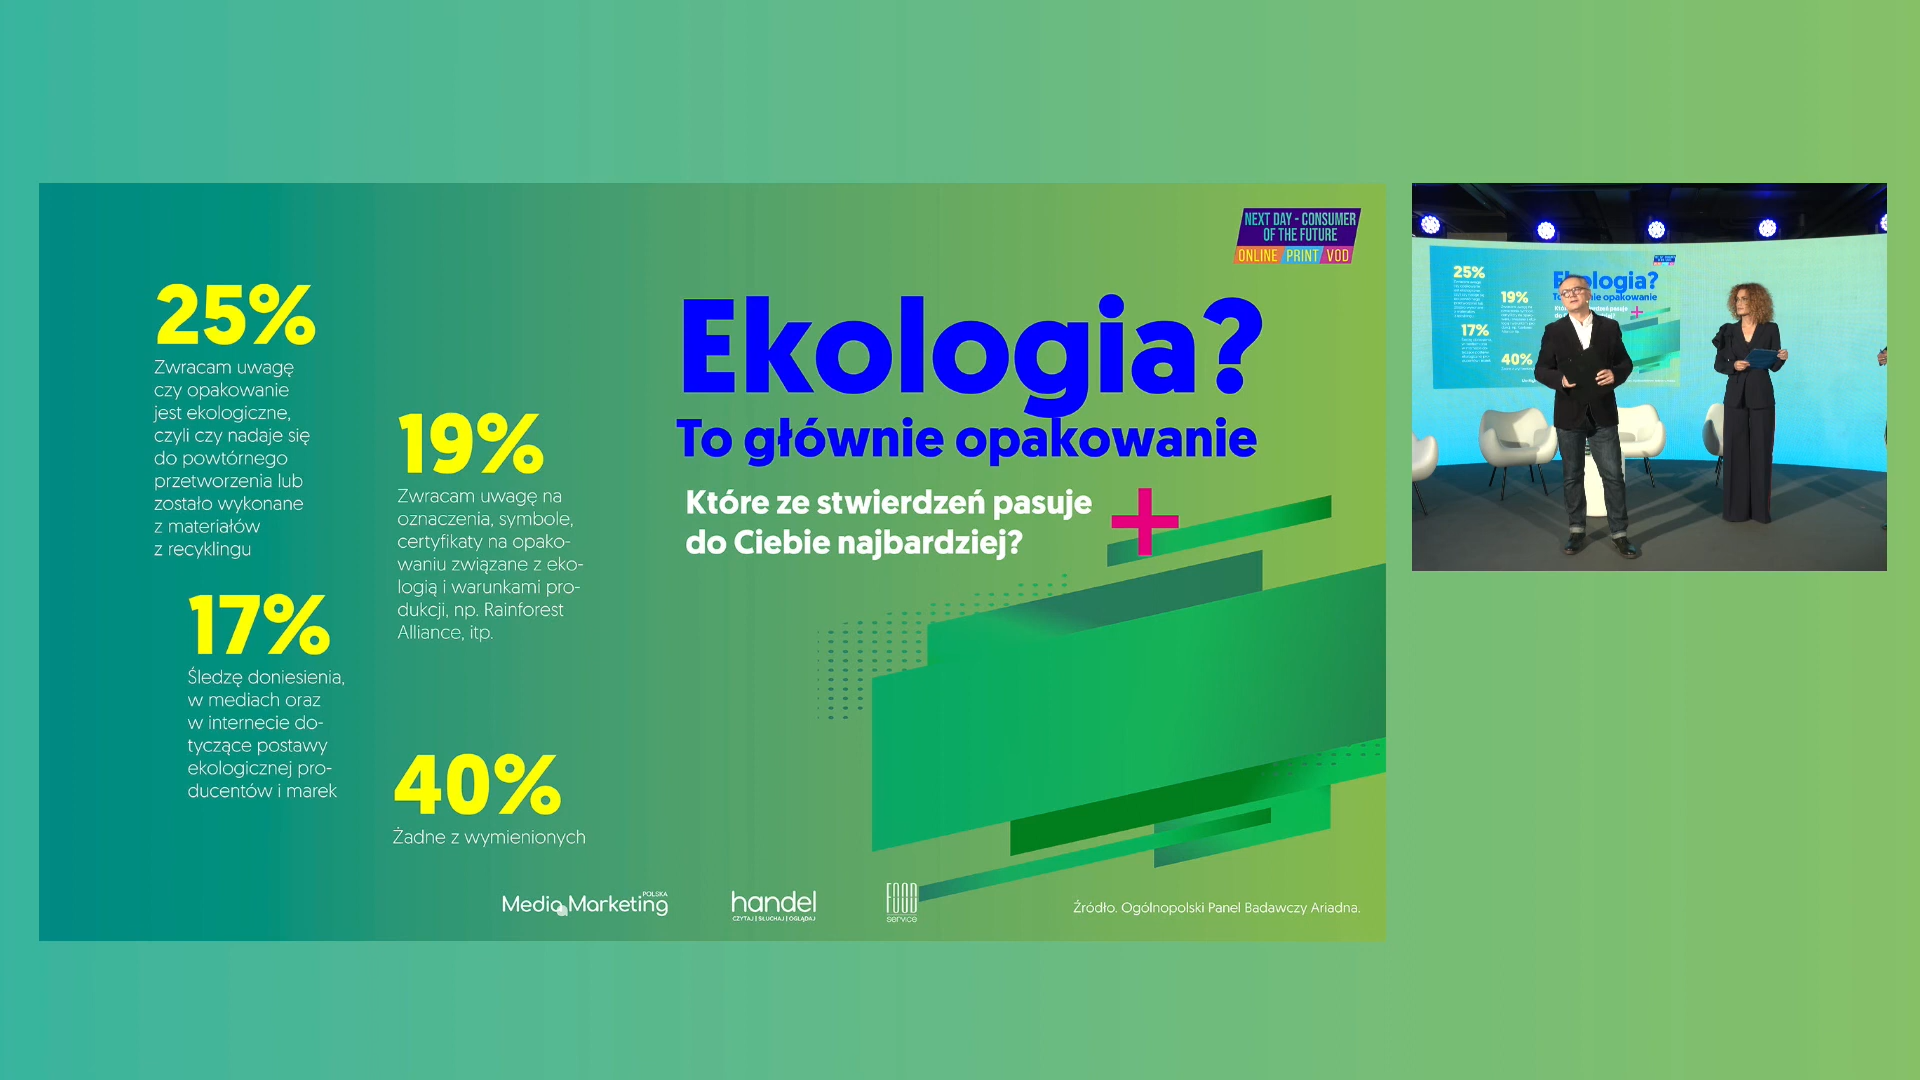 NEXT DAY - CONSUMER
OF THE FUTURE
ONLINE PRINT VOD
Ekologia?
To głównie opakowanie
Które ze stwierdzeń pasuje
do Ciebie najbardziej?
25%
Zwracam uwagę
czy opakowanie
jest ekologiczne,
czyli czy nadaje się
do powtórnego
przetworzenia lub
zostało wykonane
z materiałów
z recyklingu
19%
Zwracam uwagę na
oznaczenia, symbole,
certyfikaty na opako-
waniu związane z eko-
logią i warunkami pro-
dukcji, np. Rainforest
Alliance, itp.
17%
Śledzę doniesienia,
w mediach oraz
w internecie do-
tyczące postawy
ekologicznej pro-
ducentów i marek
40%
Żadne z wymienionych
Media Marketing
POLSKA
handel
CZYTAJ | SŁUCHAJ | OGLĄDAJ
FOOD
service
Źródło. Ogólnopolski Panel Badawczy Ariadna.
25%
19%
17%
40%